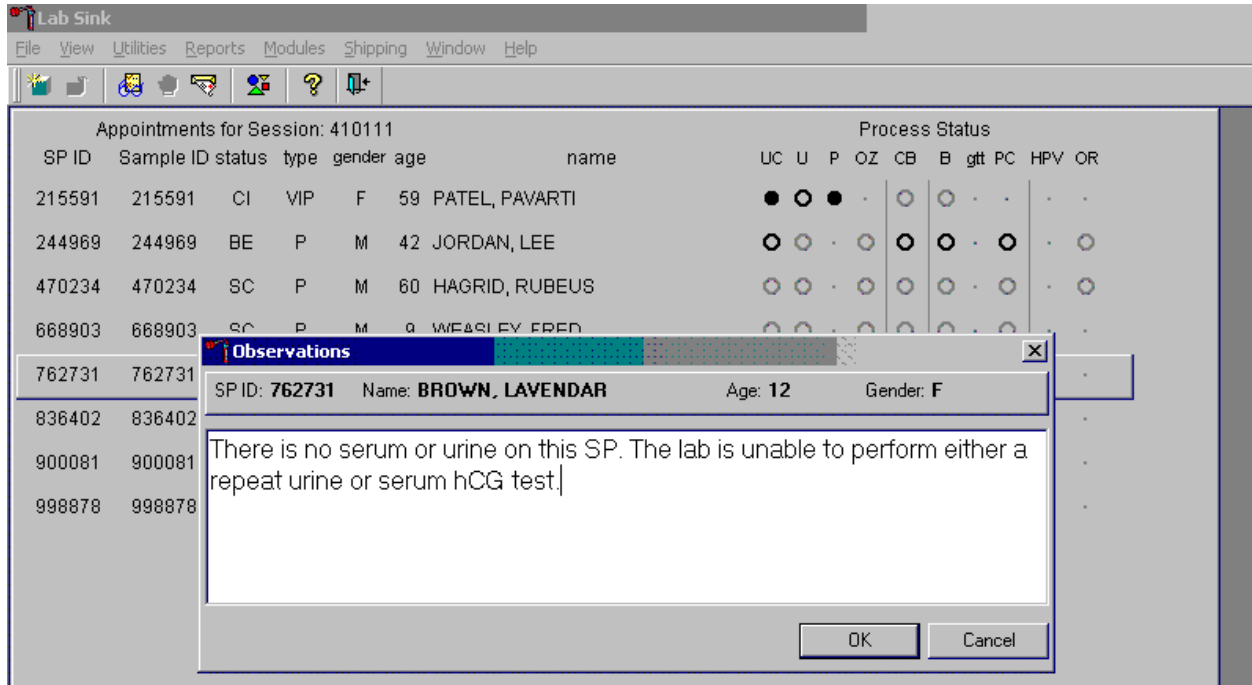 Lab Sink
File View Utilities Reports Modules Shipping Window Help
Appointments for Session: 410111 Process Status
SP ID Sample ID status type gender age name UC U P OZ CB B gtt PC HPV OR
215591 215591 CI VIP F 59 PATEL, PAVARTI
244969 244969 BE P M 42 JORDAN, LEE
470234 470234 SC P M 60 HAGRID, RUBEUS
668903 668903 SC P M 9 WEASLEY, FRED
762731 762731
836402 836402
900081 900081
998878 998878
Observations
SP ID: 762731 Name: BROWN, LAVENDAR Age: 12 Gender: F
There is no serum or urine on this SP. The lab is unable to perform either a
repeat urine or serum hCG test.
OK Cancel